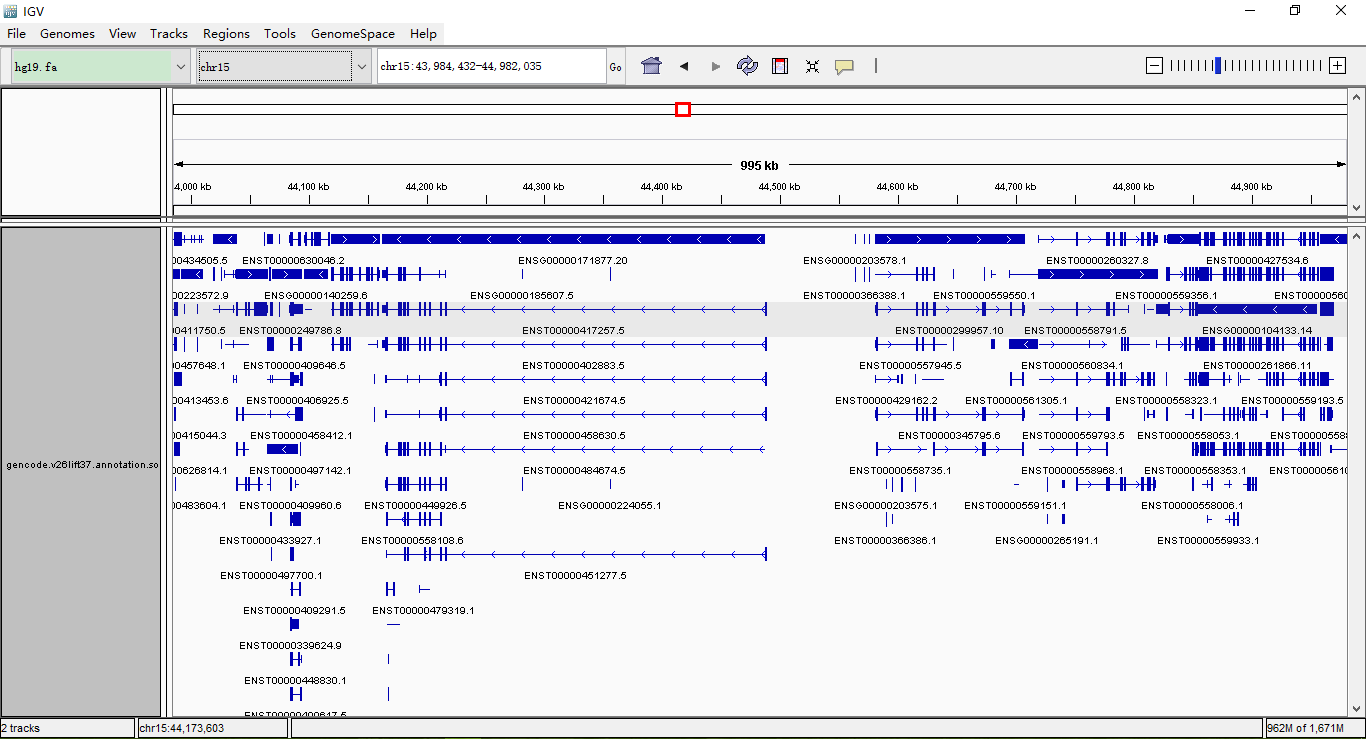 IGV
File Genomes View Tracks Regions Tools GenomeSpace Help
hg19.fa chr15 chr15:43,984,432-44,982,035 Go
995 kb
4,000 kb 44,100 kb 44,200 kb 44,300 kb 44,400 kb 44,500 kb 44,600 kb 44,700 kb 44,800 kb 44,900 kb
00434505.5 ENST00000630046.2 ENSG00000171877.20 ENSG00000203578.1 ENST00000260327.8 ENST00000427534.6
00223572.9 ENSG00000140259.6 ENSG00000185607.5 ENST00000366388.1 ENST00000559550.1 ENST00000559356.1 ENST00000560
00411750.5 ENST00000249786.8 ENST00000417257.5 ENST00000299957.10 ENST00000558791.5 ENSG00000104133.14
00457648.1 ENST00000409646.5 ENST00000402883.5 ENST00000557945.1 ENST00000560834.1 ENST00000261866.11
00413453.6 ENST00000406925.5 ENST00000421674.5 ENST00000429162.2 ENST00000561305.1 ENST00000558323.1 ENST00000559193.5
00415044.3 ENST00000458412.1 ENST00000458630.5 ENST00000345795.6 ENST00000559793.5 ENST00000558053.1 ENST00000558
gencode.v26lift37.annotation.so
00626814.1 ENST00000497142.1 ENST00000484674.5 ENST00000558735.1 ENST00000558968.1 ENST00000558353.1 ENST000005610
00483604.1 ENST00000409960.6 ENST00000449926.5 ENSG00000224055.1 ENSG00000203575.1 ENST00000559151.1 ENST00000558006.1
ENST00000433927.1 ENST00000558108.6 ENST00000366386.1 ENSG00000265191.1 ENST00000559933.1
ENST00000497700.1 ENST00000451277.5
ENST00000409291.5 ENST00000479319.1
ENST00000339624.9
ENST00000448830.1
ENST00000400617.5
2 tracks chr15:44,173,603 962M of 1,671M